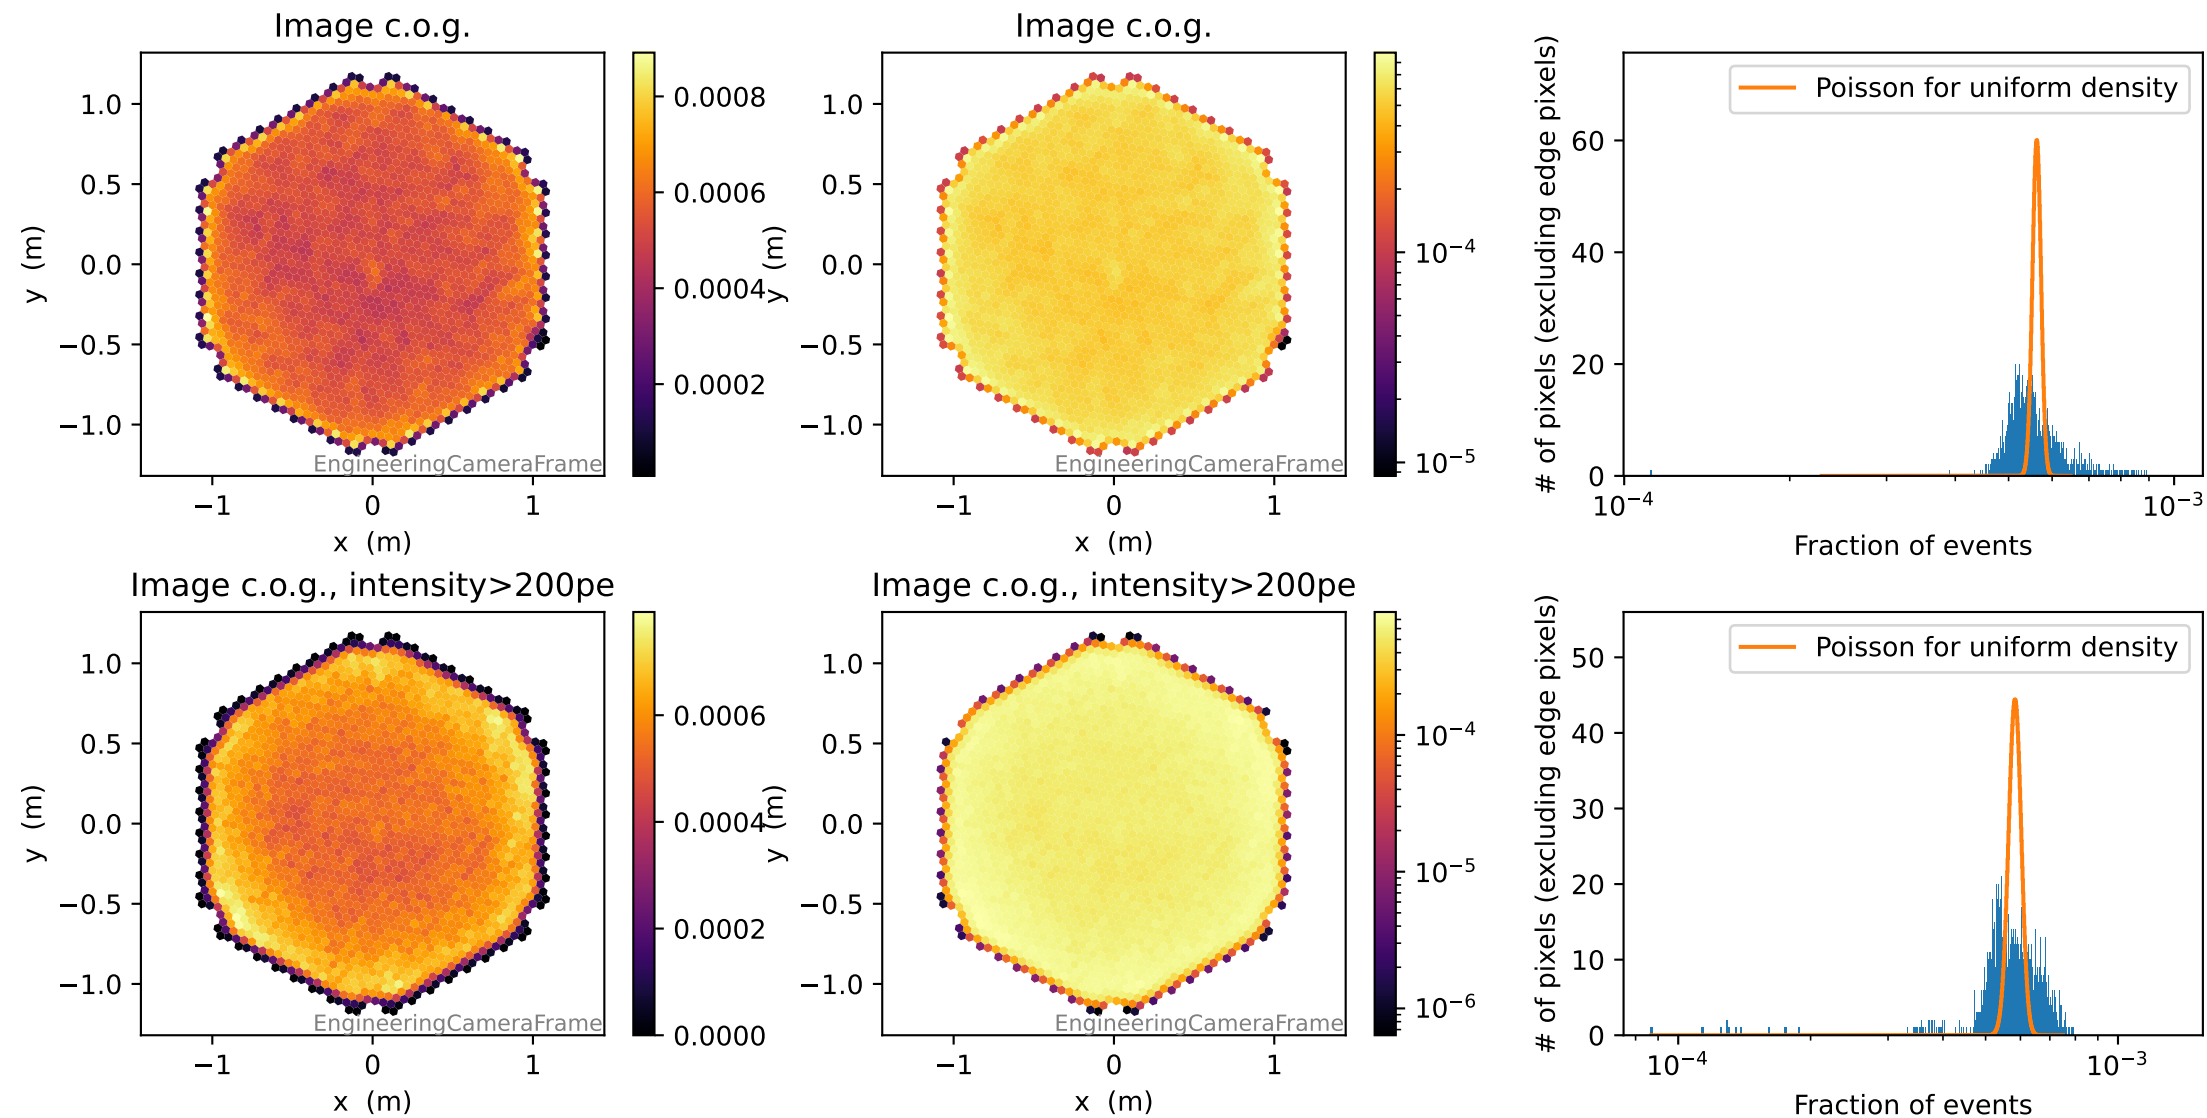 Image c.o.g.
y (m)
1.0
0.5
0.0
−0.5
−1.0
−1
0
1
x (m)
EngineeringCameraFrame
0.0008
0.0006
0.0004
0.0002
Image c.o.g.
y (m)
1.0
0.5
0.0
−0.5
−1.0
−1
0
1
x (m)
EngineeringCameraFrame
10⁻⁴
10⁻⁵
# of pixels (excluding edge pixels)
60
40
20
0
10⁻⁴
10⁻³
Fraction of events
Poisson for uniform density
Image c.o.g., intensity>200pe
y (m)
1.0
0.5
0.0
−0.5
−1.0
−1
0
1
x (m)
EngineeringCameraFrame
0.0006
0.0004
0.0002
0.0000
Image c.o.g., intensity>200pe
y (m)
1.0
0.5
0.0
−0.5
−1.0
−1
0
1
x (m)
EngineeringCameraFrame
10⁻⁴
10⁻⁵
10⁻⁶
# of pixels (excluding edge pixels)
50
40
30
20
10
0
10⁻⁴
10⁻³
Fraction of events
Poisson for uniform density